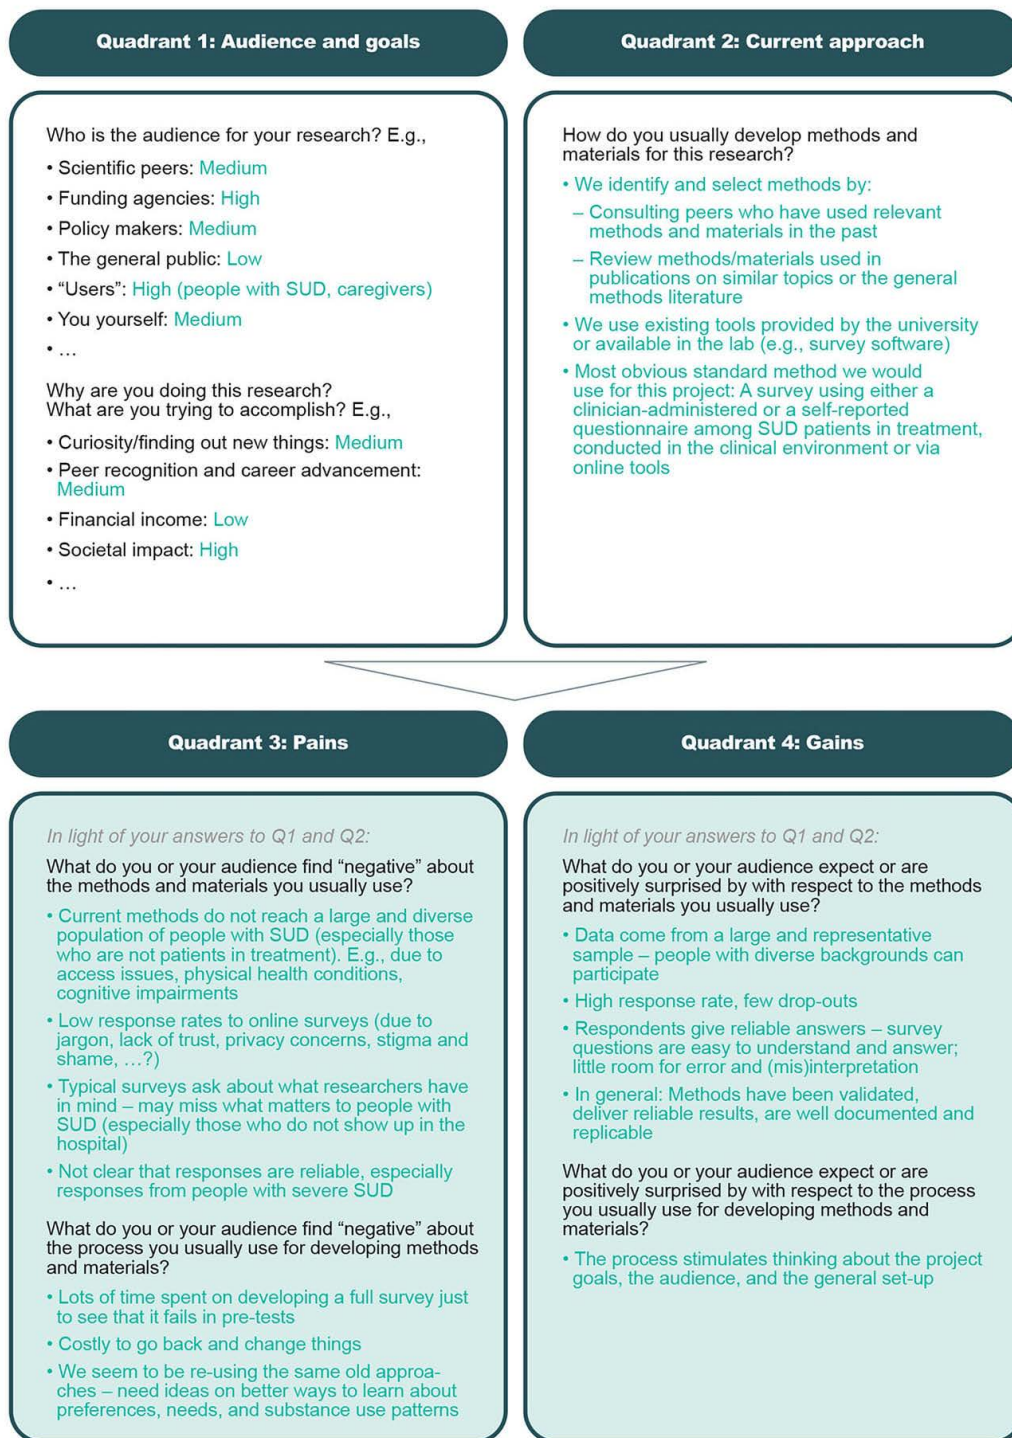 Quadrant 1: Audience and goals
Who is the audience for your research? E.g.,
• Scientific peers: Medium
• Funding agencies: High
• Policy makers: Medium
• The general public: Low
• “Users”: High (people with SUD, caregivers)
• You yourself: Medium
• …
Why are you doing this research?
What are you trying to accomplish? E.g.,
• Curiosity/finding out new things: Medium
• Peer recognition and career advancement:
Medium
• Financial income: Low
• Societal impact: High
• …
Quadrant 2: Current approach
How do you usually develop methods and
materials for this research?
• We identify and select methods by:
– Consulting peers who have used relevant
methods and materials in the past
– Review methods/materials used in
publications on similar topics or the general
methods literature
• We use existing tools provided by the university
or available in the lab (e.g., survey software)
• Most obvious standard method we would
use for this project: A survey using either a
clinician-administered or a self-reported
questionnaire among SUD patients in treatment,
conducted in the clinical environment or via
online tools
Quadrant 3: Pains
In light of your answers to Q1 and Q2:
What do you or your audience find “negative” about
the methods and materials you usually use?
• Current methods do not reach a large and diverse
population of people with SUD (especially those
who are not patients in treatment). E.g., due to
access issues, physical health conditions,
cognitive impairments
• Low response rates to online surveys (due to
jargon, lack of trust, privacy concerns, stigma and
shame, …?)
• Typical surveys ask about what researchers have
in mind – may miss what matters to people with
SUD (especially those who do not show up in the
hospital)
• Not clear that responses are reliable, especially
responses from people with severe SUD
What do you or your audience find “negative” about
the process you usually use for developing methods
and materials?
• Lots of time spent on developing a full survey just
to see that it fails in pre-tests
• Costly to go back and change things
• We seem to be re-using the same old approa-
ches – need ideas on better ways to learn about
preferences, needs, and substance use patterns
Quadrant 4: Gains
In light of your answers to Q1 and Q2:
What do you or your audience expect or are
positively surprised by with respect to the methods
and materials you usually use?
• Data come from a large and representative
sample – people with diverse backgrounds can
participate
• High response rate, few drop-outs
• Respondents give reliable answers – survey
questions are easy to understand and answer;
little room for error and (mis)interpretation
• In general: Methods have been validated,
deliver reliable results, are well documented and
replicable
What do you or your audience expect or are
positively surprised by with respect to the process
you usually use for developing methods and
materials?
• The process stimulates thinking about the project
goals, the audience, and the general set-up